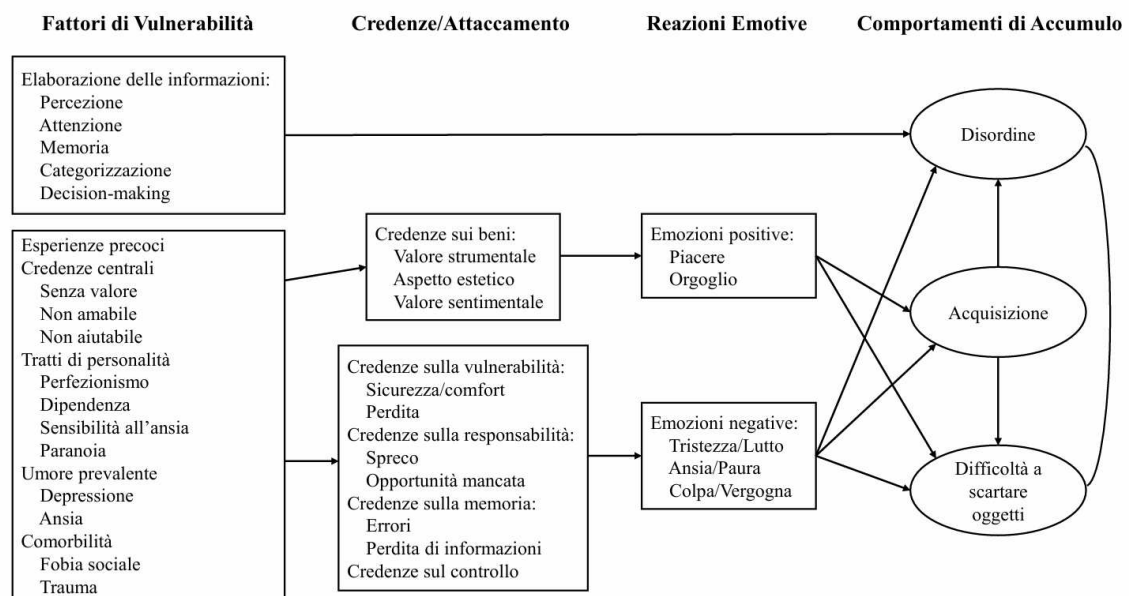 Fattori di Vulnerabilità
Credenze/Attaccamento
Reazioni Emotive
Comportamenti di Accumulo
Elaborazione delle informazioni:
Percezione
Attenzione
Memoria
Categorizzazione
Decision-making
Esperienze precoci
Credenze centrali
Senza valore
Non amabile
Non aiutabile
Tratti di personalità
Perfezionismo
Dipendenza
Sensibilità all’ansia
Paranoia
Umore prevalente
Depressione
Ansia
Comorbilità
Fobia sociale
Trauma
Credenze sui beni:
Valore strumentale
Aspetto estetico
Valore sentimentale
Credenze sulla vulnerabilità:
Sicurezza/comfort
Perdita
Credenze sulla responsabilità:
Spreco
Opportunità mancata
Credenze sulla memoria:
Errori
Perdita di informazioni
Credenze sul controllo
Emozioni positive:
Piacere
Orgoglio
Emozioni negative:
Tristezza/Lutto
Ansia/Paura
Colpa/Vergogna
Disordine
Acquisizione
Difficoltà a
scartare
oggetti